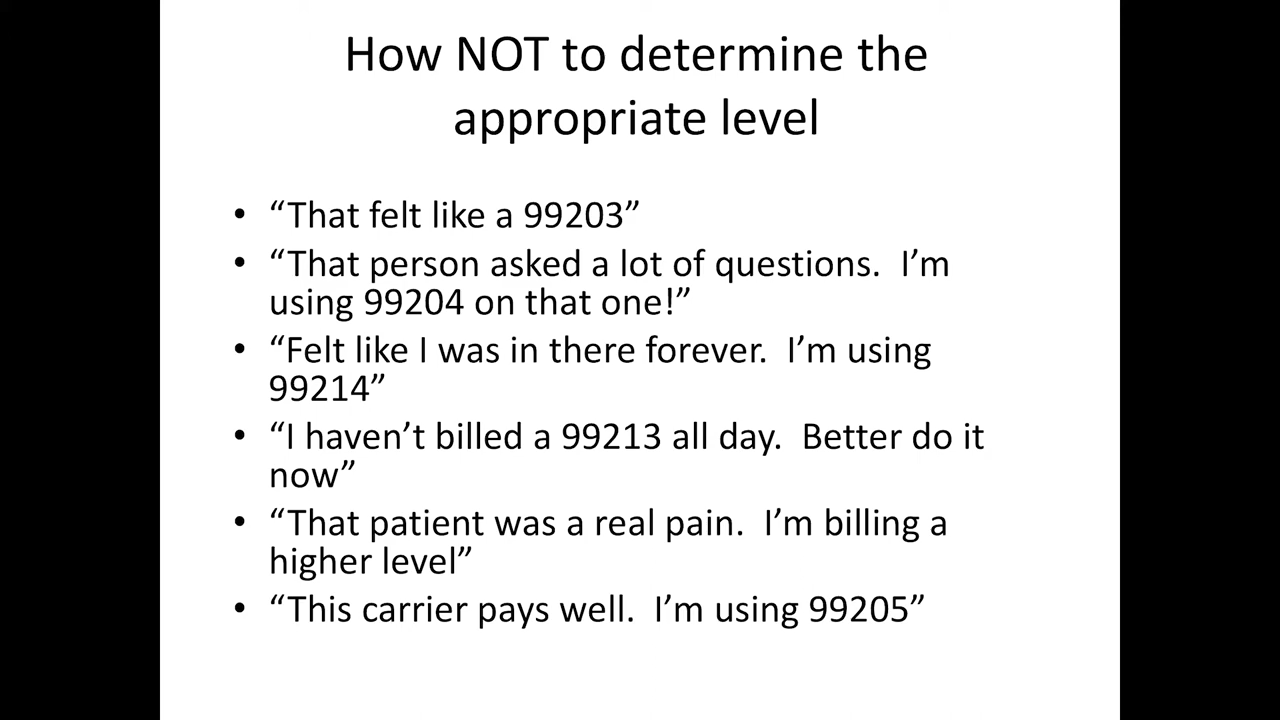 How NOT to determine the
appropriate level
• “That felt like a 99203”
• “That person asked a lot of questions.  I’m
using 99204 on that one!”
• “Felt like I was in there forever.  I’m using
99214”
• “I haven’t billed a 99213 all day.  Better do it
now”
• “That patient was a real pain.  I’m billing a
higher level”
• “This carrier pays well.  I’m using 99205”